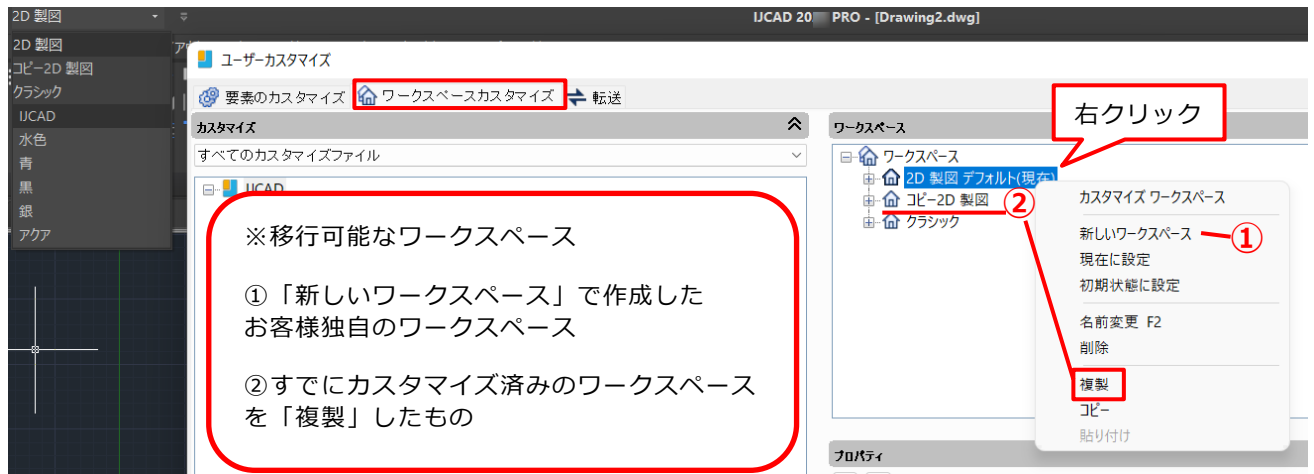 2D 製図
IJCAD 20 PRO - [Drawing2.dwg]
2D 製図
コピー2D 製図
クラシック
IJCAD
水色
青
黒
銀
アクア
ユーザーカスタマイズ
要素のカスタマイズ ワークスペースカスタマイズ 転送
カスタマイズ
すべてのカスタマイズファイル
IJCAD
※移行可能なワークスペース
①「新しいワークスペース」で作成した
お客様独自のワークスペース
②すでにカスタマイズ済みのワークスペース
を「複製」したもの
ワークスペース
右クリック
ワークスペース
2D 製図 デフォルト(現在)
コピー2D 製図 ②
クラシック
カスタマイズ ワークスペース
新しいワークスペース ①
現在に設定
初期状態に設定
名前変更 F2
削除
複製
コピー
貼り付け
プロパティ